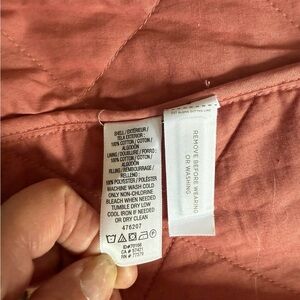 SHELL / EXTÉRIEUR /
TELA EXTERIOR :
100% COTTON / COTON /
ALGODÓN
LINING / DOUBLURE / FORRO :
100% COTTON / COTON /
ALGODÓN
FILLING / REMBOURRAGE /
RELLENO :
100% POLYESTER / POLIÉSTER
MACHINE WASH COLD
ONLY NON-CHLORINE
BLEACH WHEN NEEDED
TUMBLE DRY LOW
COOL IRON IF NEEDED
OR DRY CLEAN
476207
REMOVE BEFORE WEARING
OR WASHING